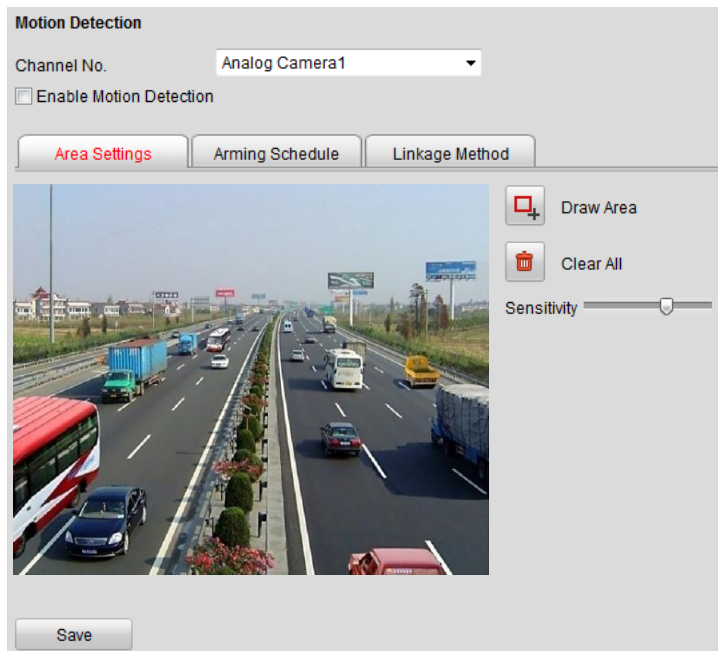 Motion Detection
Channel No. Analog Camera1
Enable Motion Detection
Area Settings Arming Schedule Linkage Method
Draw Area
Clear All
Sensitivity
Save